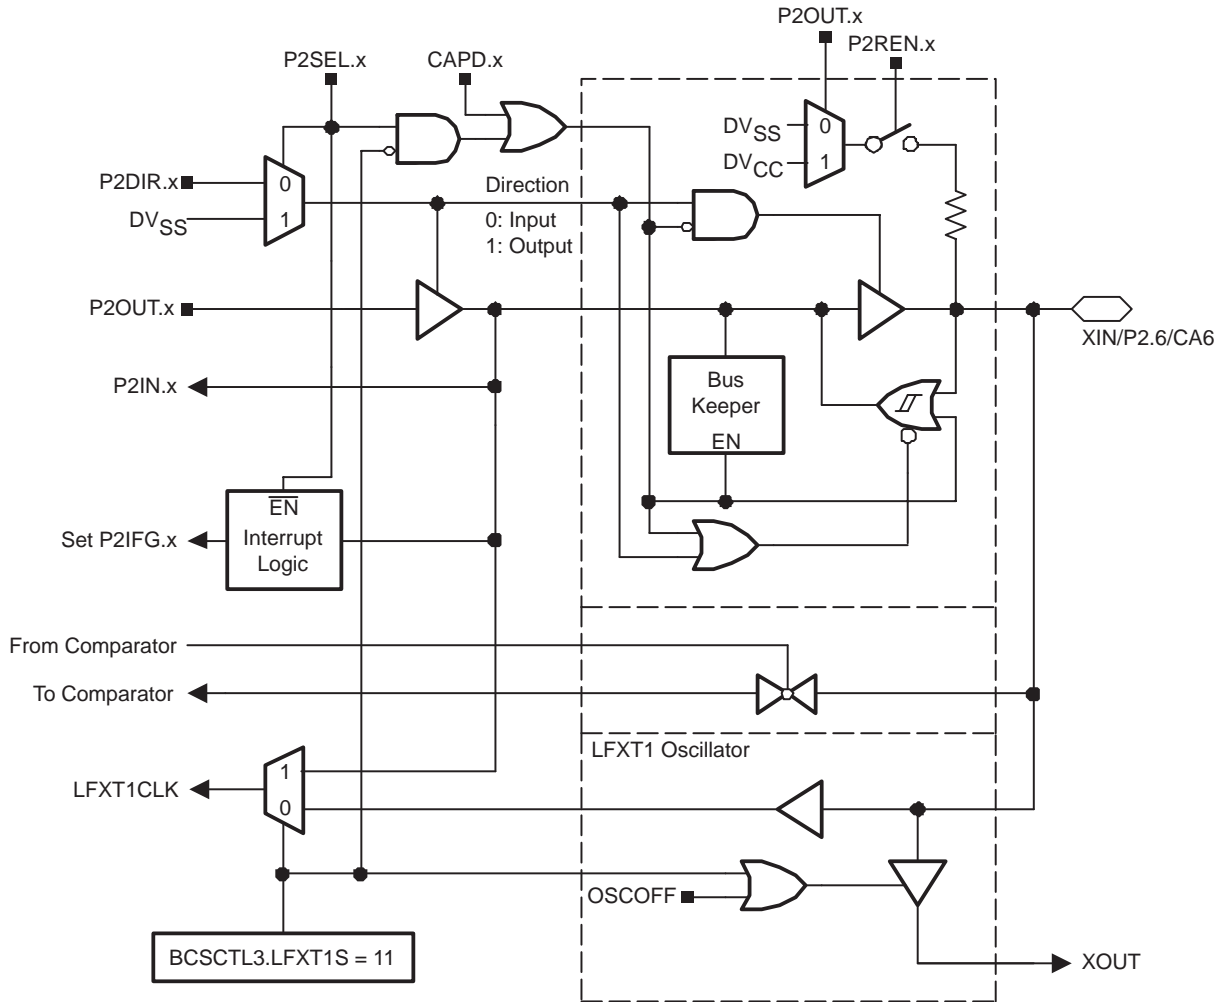 P2OUT.x
P2REN.x
P2SEL.x
CAPD.x
DVSS
0
DVCC
1
P2DIR.x
0
DVSS
1
Direction
0: Input
1: Output
P2OUT.x
XIN/P2.6/CA6
P2IN.x
Bus
Keeper
EN
EN
Set P2IFG.x
Interrupt
Logic
From Comparator
To Comparator
LFXT1 Oscillator
1
LFXT1CLK
0
OSCOFF
BCSCTL3.LFXT1S = 11
XOUT